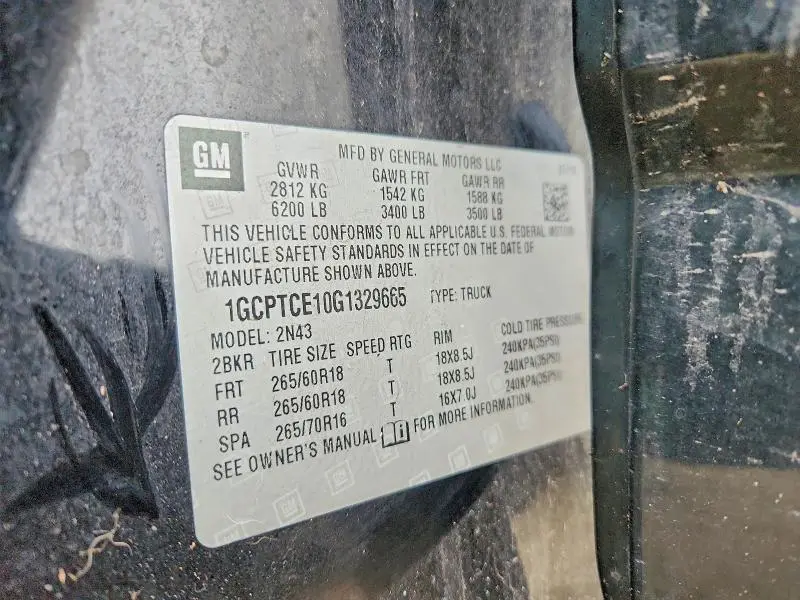 GM
MFD BY GENERAL MOTORS LLC
GVWR GAWR FRT GAWR RR
2812 KG 1542 KG 1588 KG
6200 LB 3400 LB 3500 LB
THIS VEHICLE CONFORMS TO ALL APPLICABLE U.S. FEDERAL MOTOR
VEHICLE SAFETY STANDARDS IN EFFECT ON THE DATE OF
MANUFACTURE SHOWN ABOVE.
1GCPTCE10G1329665 TYPE: TRUCK
MODEL: 2N43
2BKR TIRE SIZE SPEED RTG RIM COLD TIRE PRESSURE
FRT 265/60R18 T 18X8.5J 240KPA(35PSI)
RR 265/60R18 T 18X8.5J 240KPA(35PSI)
SPA 265/70R16 T 16X7.0J 240KPA(35PSI)
SEE OWNER'S MANUAL FOR MORE INFORMATION.